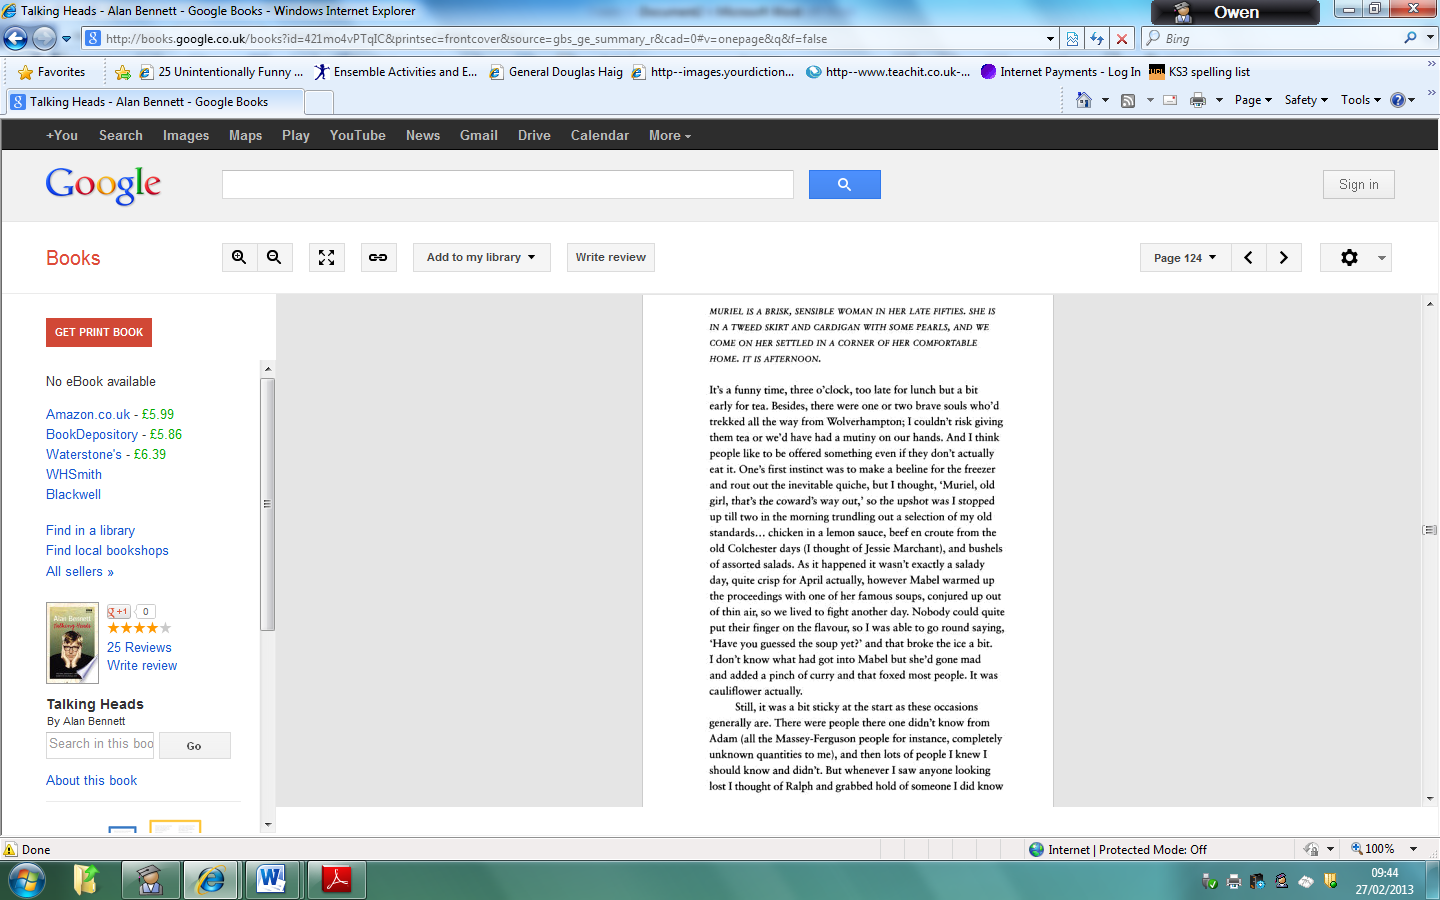 Talking Heads - Alan Bennett - Google Books - Windows Internet Explorer
Owen
http://books.google.co.uk/books?id=421mo4vPTqIC&printsec=frontcover&source=gbs_ge_summary_r&cad=0#v=onepage&q&f=false
Bing
Favorites
25 Unintentionally Funny ...
Ensemble Activities and E...
General Douglas Haig
http--images.yourdiction...
http--www.teachit.co.uk-...
Internet Payments - Log In
KS3 spelling list
Talking Heads - Alan Bennett - Google Books
Page
Safety
Tools
+You Search Images Maps Play YouTube News Gmail Drive Calendar More
Google
Sign in
Books
Add to my library
Write review
Page 124
GET PRINT BOOK
No eBook available
Amazon.co.uk - £5.99
BookDepository - £5.86
Waterstone's - £6.39
WHSmith
Blackwell
Find in a library
Find local bookshops
All sellers »
Alan Bennett
Talking Heads
+1 0
25 Reviews
Write review
Talking Heads
By Alan Bennett
Search in this boo
Go
About this book
MURIEL IS A BRISK, SENSIBLE WOMAN IN HER LATE FIFTIES. SHE IS
IN A TWEED SKIRT AND CARDIGAN WITH SOME PEARLS, AND WE
COME ON HER SETTLED IN A CORNER OF HER COMFORTABLE
HOME. IT IS AFTERNOON.
It's a funny time, three o'clock, too late for lunch but a bit
early for tea. Besides, there were one or two brave souls who'd
trekked all the way from Wolverhampton; I couldn't risk giving
them tea or we'd have had a mutiny on our hands. And I think
people like to be offered something even if they don't actually
eat it. One's first instinct was to make a beeline for the freezer
and rout out the inevitable quiche, but I thought, 'Muriel, old
girl, that's the coward's way out,' so the upshot was I stopped
up till two in the morning trundling out a selection of my old
standards... chicken in a lemon sauce, beef en croute from the
old Colchester days (I thought of Jessie Marchant), and bushels
of assorted salads. As it happened it wasn't exactly a salady
day, quite crisp for April actually, however Mabel warmed up
the proceedings with one of her famous soups, conjured up out
of thin air, so we lived to fight another day. Nobody could quite
put their finger on the flavour, so I was able to go round saying,
'Have you guessed the soup yet?' and that broke the ice a bit.
I don't know what had got into Mabel but she'd gone mad
and added a pinch of curry and that foxed most people. It was
cauliflower actually.
Still, it was a bit sticky at the start as these occasions
generally are. There were people there one didn't know from
Adam (all the Massey-Ferguson people for instance, completely
unknown quantities to me), and then lots of people I knew I
should know and didn't. But whenever I saw anyone looking
lost I thought of Ralph and grabbed hold of someone I did know
Done
Internet | Protected Mode: Off
100%
09:44
27/02/2013